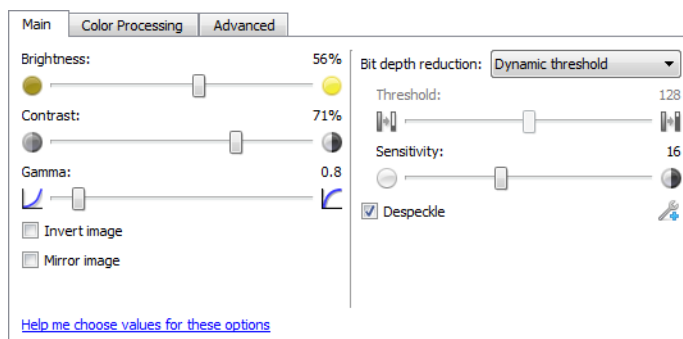 Main Color Processing Advanced
Brightness: 56%
Contrast: 71%
Gamma: 0.8
Invert image
Mirror image
Help me choose values for these options
Bit depth reduction: Dynamic threshold
Threshold: 128
Sensitivity: 16
Despeckle